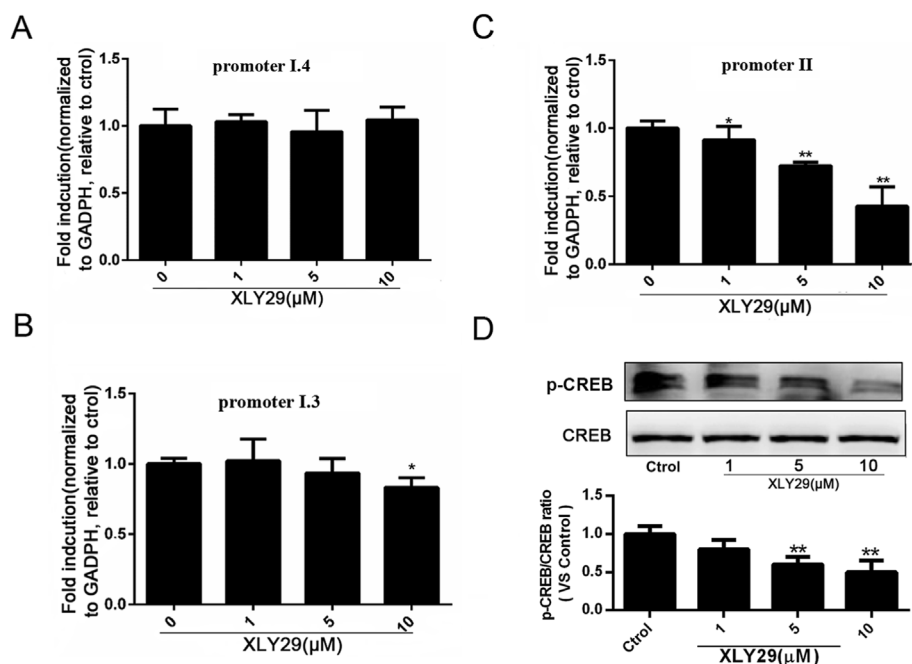 A
promoter I.4
Fold indcution(normalized
to GADPH, relative to ctrol)
1.5
1.0
0.5
0.0
0 1 5 10
XLY29(μM)
B
promoter I.3
Fold indcution(normalized
to GADPH, relative to ctrol)
1.5
1.0
0.5
0.0
*
0 1 5 10
XLY29(μM)
C
promoter II
Fold indcution(normalized
to GADPH, relative to ctrol)
1.5
1.0
0.5
0.0
* ** **
0 1 5 10
XLY29(μM)
D
p-CREB
CREB
Ctrol 1 5 10
XLY29(μM)
p-CREB/CREB ratio
( VS Control )
1.5
1.0
0.5
0.0
** **
Ctrol 1 5 10
XLY29(μM)